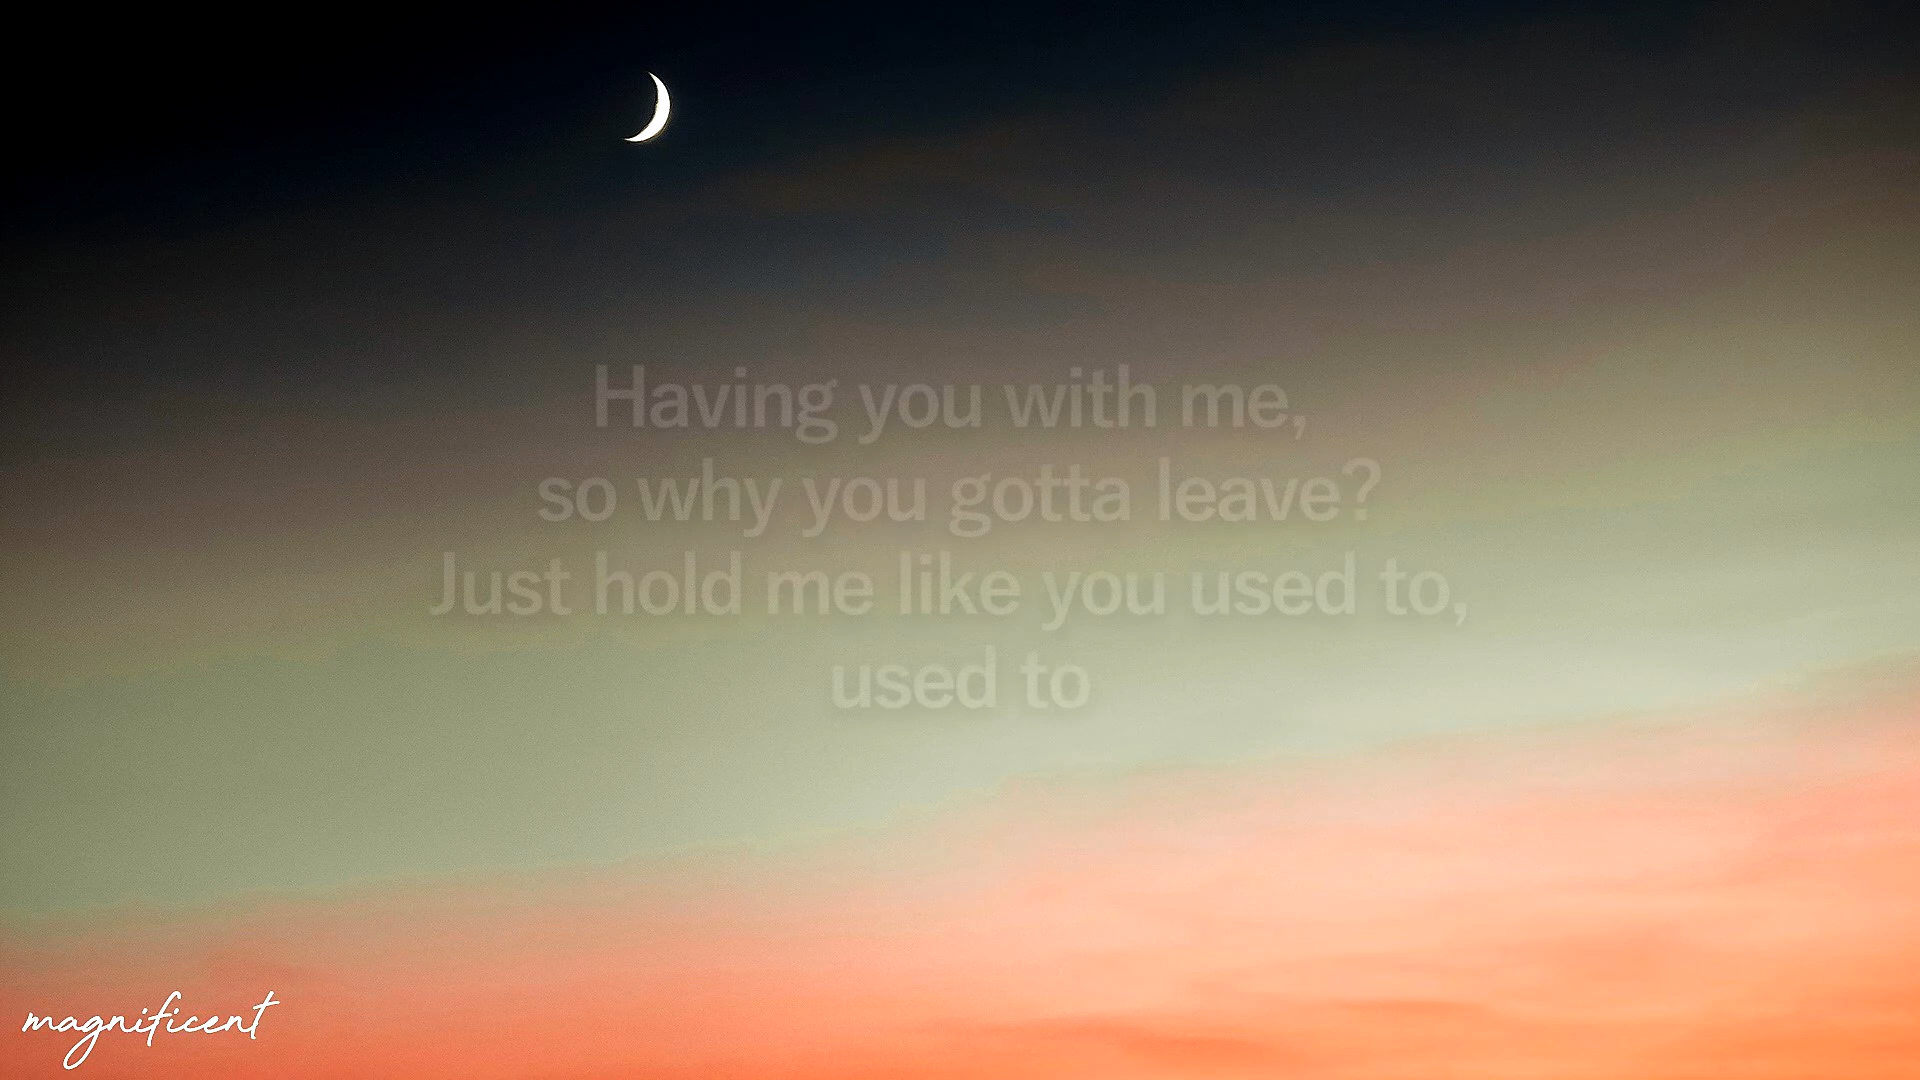 Having you with me,
so why you gotta leave?
Just hold me like you used to,
used to
magnificent